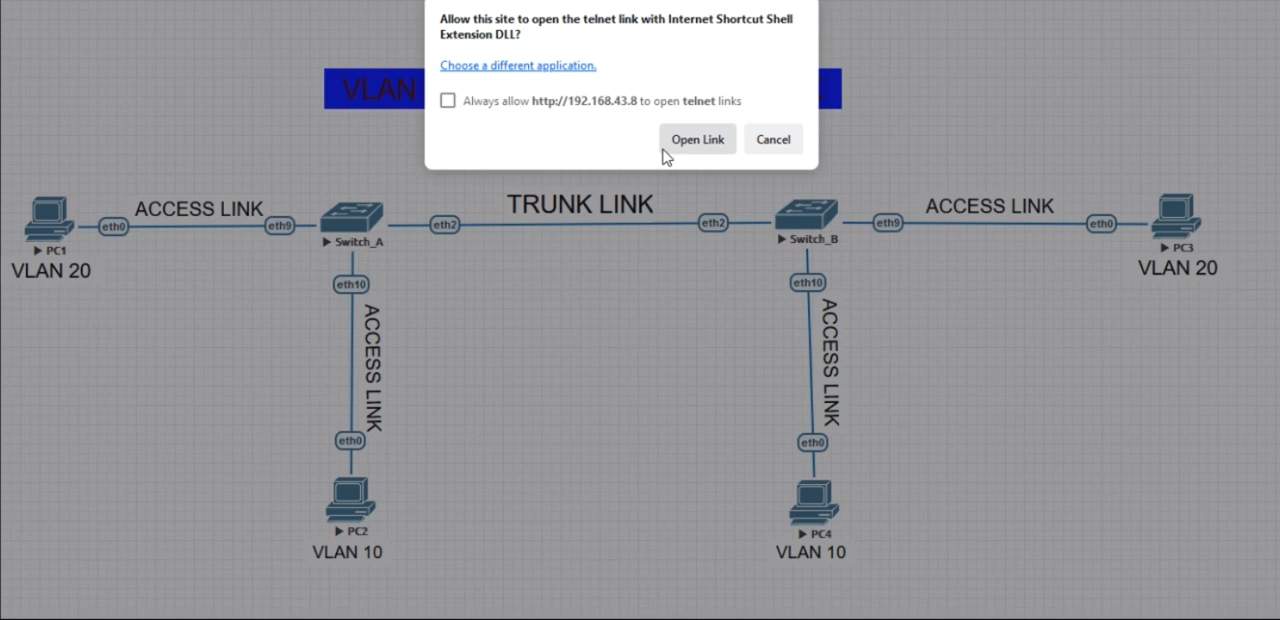 Allow this site to open the telnet link with Internet Shortcut Shell
Extension DLL?
Choose a different application.
VLAN
Always allow http://192.168.43.8 to open telnet links
Open Link
Cancel
ACCESS LINK
TRUNK LINK
ACCESS LINK
eth0
eth9
Switch_A
eth2
eth2
Switch_B
eth9
eth0
PC1
PC3
VLAN 20
VLAN 20
eth10
eth10
ACCESS LINK
ACCESS LINK
eth0
eth0
PC2
PC4
VLAN 10
VLAN 10